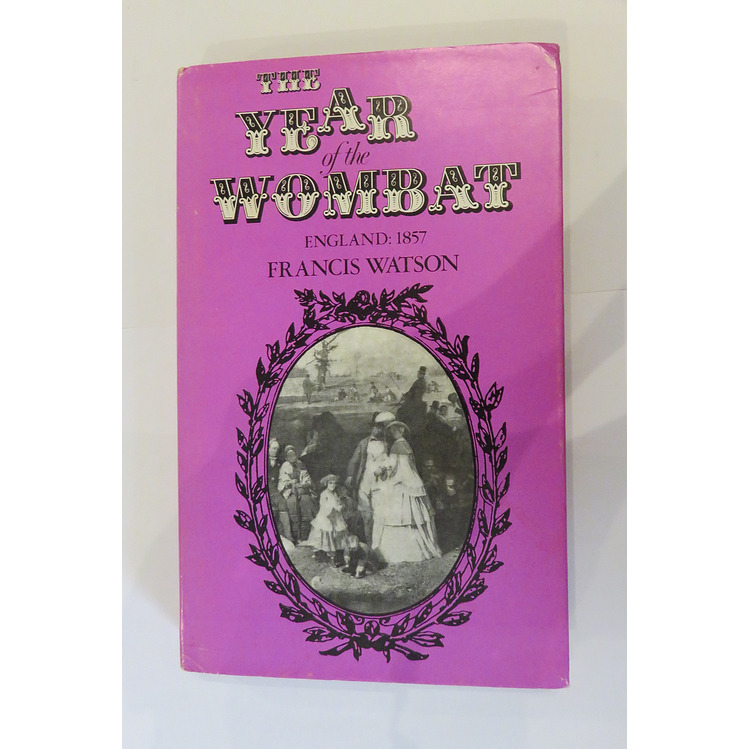 THE
YEAR
of the
WOMBAT
ENGLAND: 1857
FRANCIS WATSON